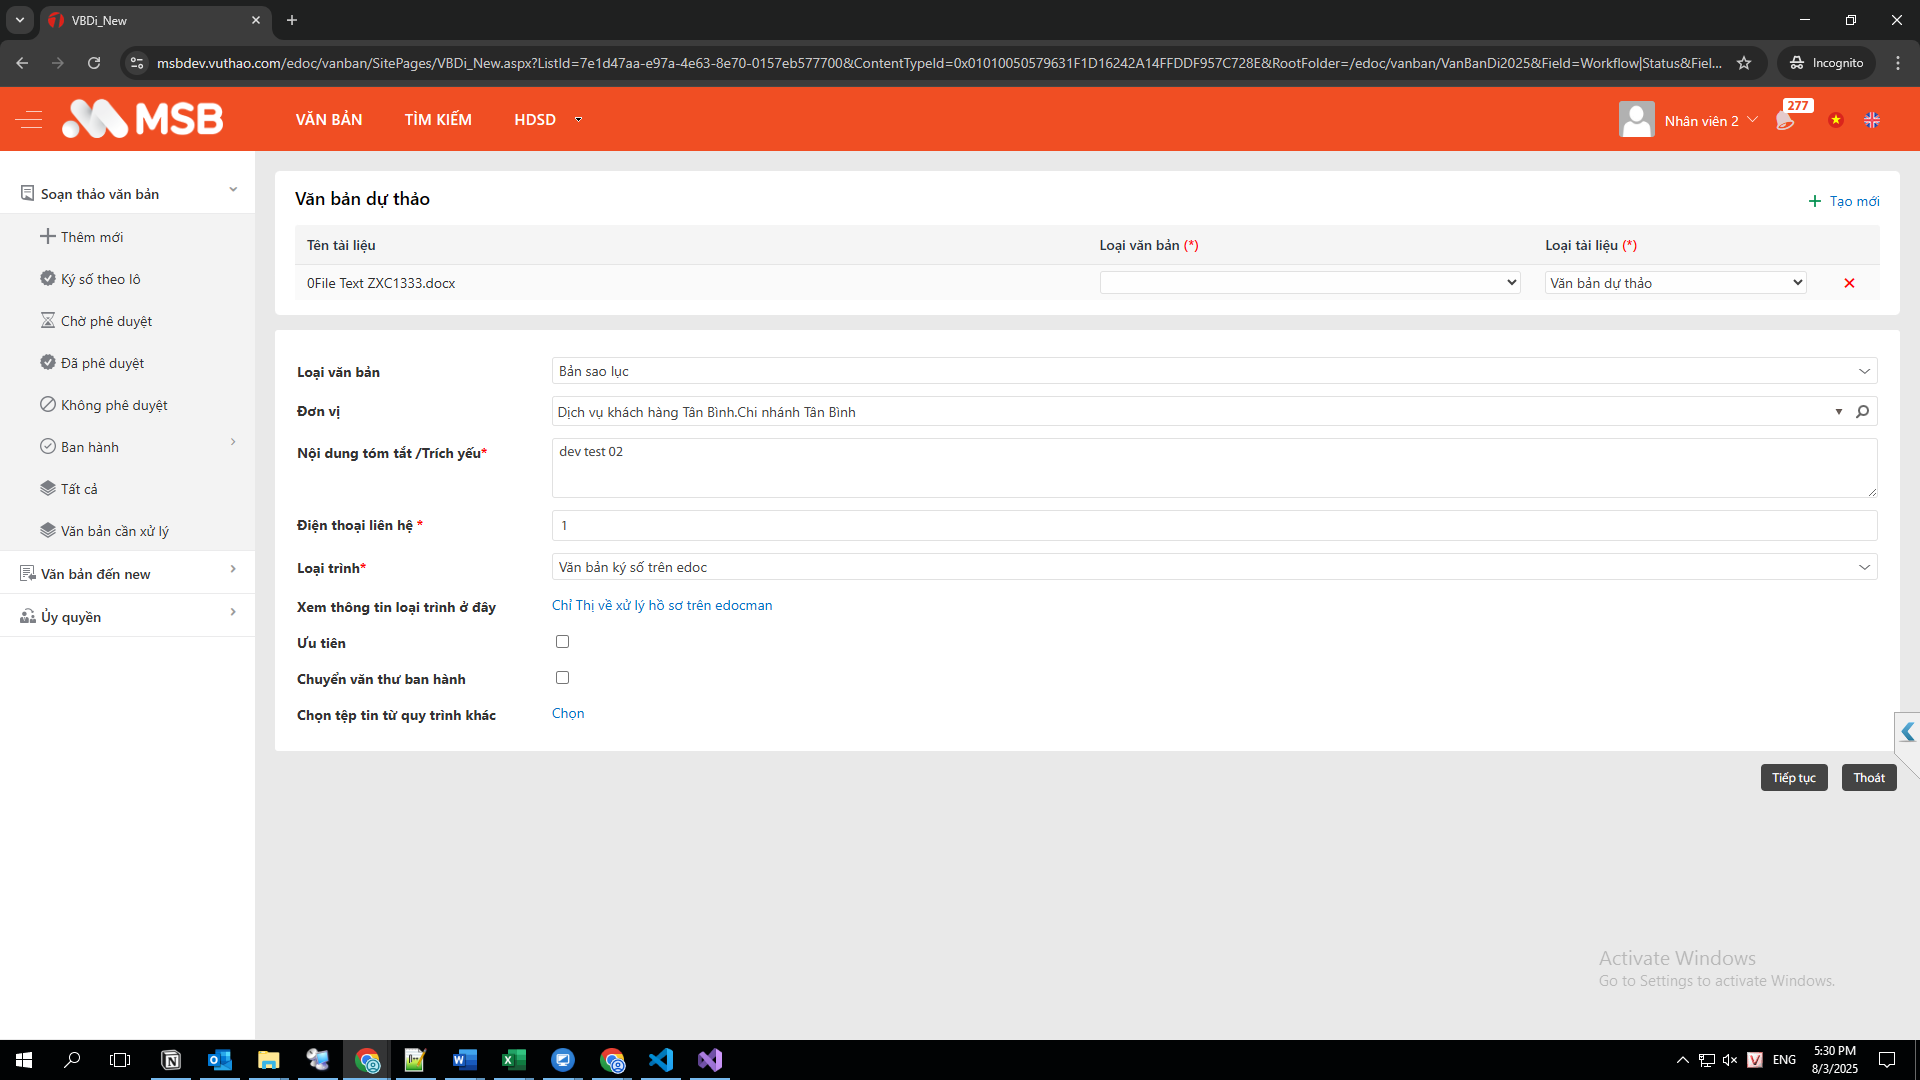 VBDi_New
msbdev.vuthao.com/edoc/vanban/SitePages/VBDi_New.aspx?ListId=7e1d47aa-e97a-4e63-8e70-0157eb577700&ContentTypeId=0x01010050579631F1D16242A14FFDDF957C728E&RootFolder=/edoc/vanban/VanBanDi2025&Field=Workflow|Status&Fiel...
Incognito
MSB
VĂN BẢN
TÌM KIẾM
HDSD
Nhân viên 2
277
Soạn thảo văn bản
Thêm mới
Ký số theo lô
Chờ phê duyệt
Đã phê duyệt
Không phê duyệt
Ban hành
Tất cả
Văn bản cần xử lý
Văn bản đến new
Ủy quyền
Văn bản dự thảo
Tạo mới
Tên tài liệu
Loại văn bản (*)
Loại tài liệu (*)
0File Text ZXC1333.docx
Văn bản dự thảo
Loại văn bản
Bản sao lục
Đơn vị
Dịch vụ khách hàng Tân Bình.Chi nhánh Tân Bình
Nội dung tóm tắt /Trích yếu*
dev test 02
Điện thoại liên hệ *
1
Loại trình*
Văn bản ký số trên edoc
Xem thông tin loại trình ở đây
Chỉ Thị về xử lý hồ sơ trên edocman
Ưu tiên
Chuyển văn thư ban hành
Chọn tệp tin từ quy trình khác
Chọn
Tiếp tục
Thoát
Activate Windows
Go to Settings to activate Windows.
ENG
5:30 PM
8/3/2025